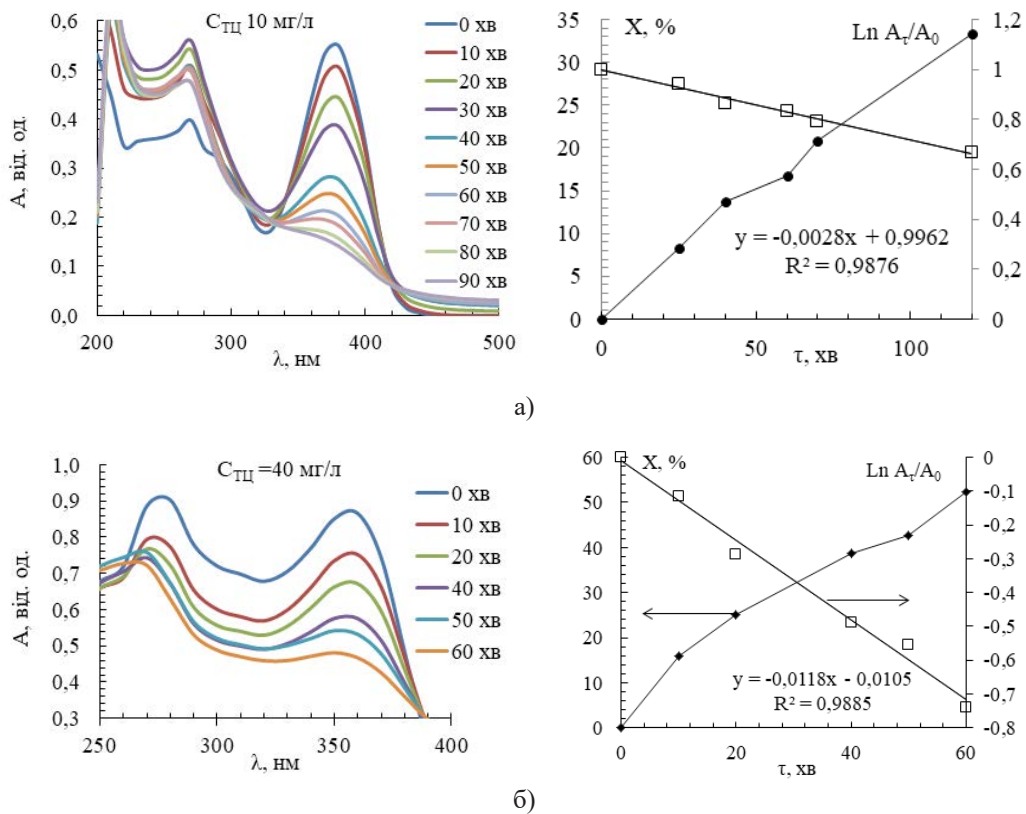 C_ТЦ 10 мг/л
0,6
0,5
0,4
0,3
0,2
0,1
0,0
A, від. од.
200
300
400
500
λ, нм
0 хв
10 хв
20 хв
30 хв
40 хв
50 хв
60 хв
70 хв
80 хв
90 хв
X, %
Ln A_τ/A_0
35
30
25
20
15
10
5
0
1,2
1
0,8
0,6
0,4
0,2
0
y = -0,0028x + 0,9962
R² = 0,9876
0
50
100
τ, хв
а)
C_ТЦ =40 мг/л
1,0
0,9
0,8
0,7
0,6
0,5
0,4
0,3
A, від. од.
250
300
350
400
λ, нм
0 хв
10 хв
20 хв
40 хв
50 хв
60 хв
X, %
Ln A_τ/A_0
60
50
40
30
20
10
0
0
-0,1
-0,2
-0,3
-0,4
-0,5
-0,6
-0,7
-0,8
y = -0,0118x - 0,0105
R² = 0,9885
0
20
40
60
τ, хв
б)